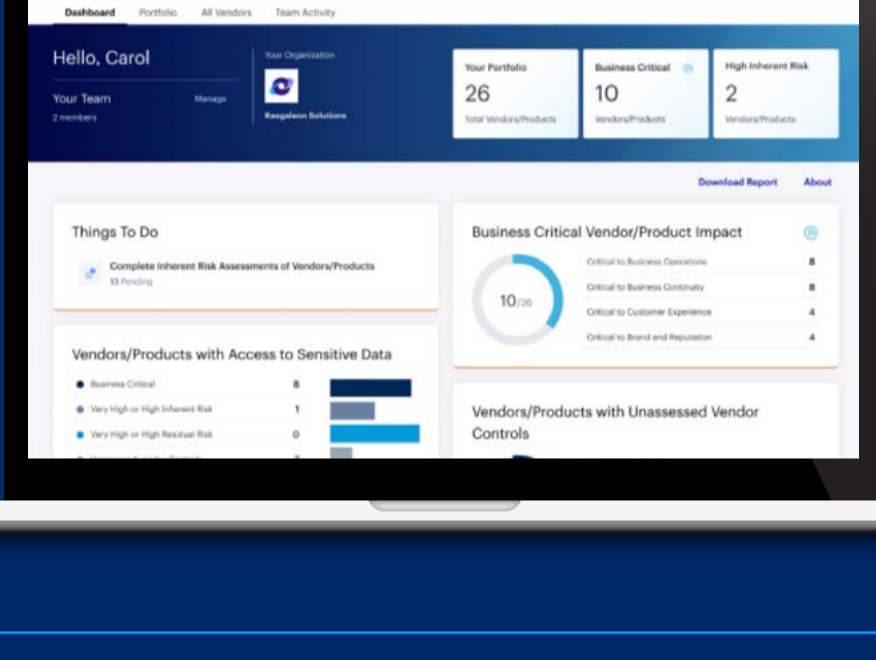 Dashboard Portfolio All Vendors Team Activity
Hello, Carol
Your Team Manage
2 members
Your Organization
Raegaleon Solutions
Your Portfolio
26
Total Vendors/Products
Business Critical
10
Vendors/Products
High Inherent Risk
2
Vendors/Products
Download Report About
Things To Do
Complete Inherent Risk Assessments of Vendors/Products
13 Pending
Business Critical Vendor/Product Impact
10/26
Critical to Business Operations 8
Critical to Business Continuity 8
Critical to Customer Experience 4
Critical to Brand and Reputation 4
Vendors/Products with Access to Sensitive Data
Business Critical 8
Very High or High Inherent Risk 1
Very High or High Residual Risk 0
Vendors/Products with Unassessed Vendor
Controls